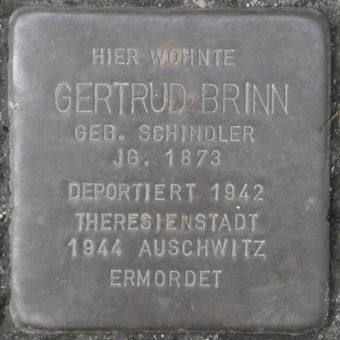 HIER WOHNTE
GERTRUD BRINN
GEB. SCHINDLER
JG. 1873
DEPORTIERT 1942
THERESIENSTADT
1944 AUSCHWITZ
ERMORDET